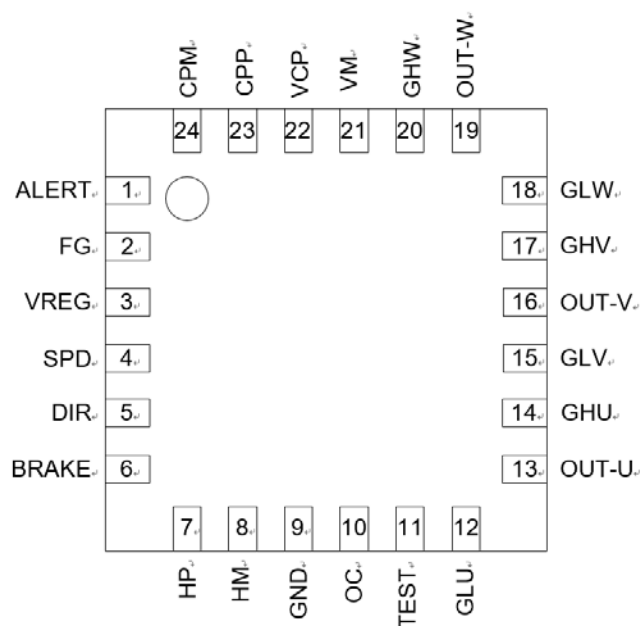 CPM CPP VCP VM GHW OUT-W
24 23 22 21 20 19
ALERT 1 18 GLW
FG 2 17 GHV
VREG 3 16 OUT-V
SPD 4 15 GLV
DIR 5 14 GHU
BRAKE 6 13 OUT-U
7 8 9 10 11 12
HP HM GND OC TEST GLU